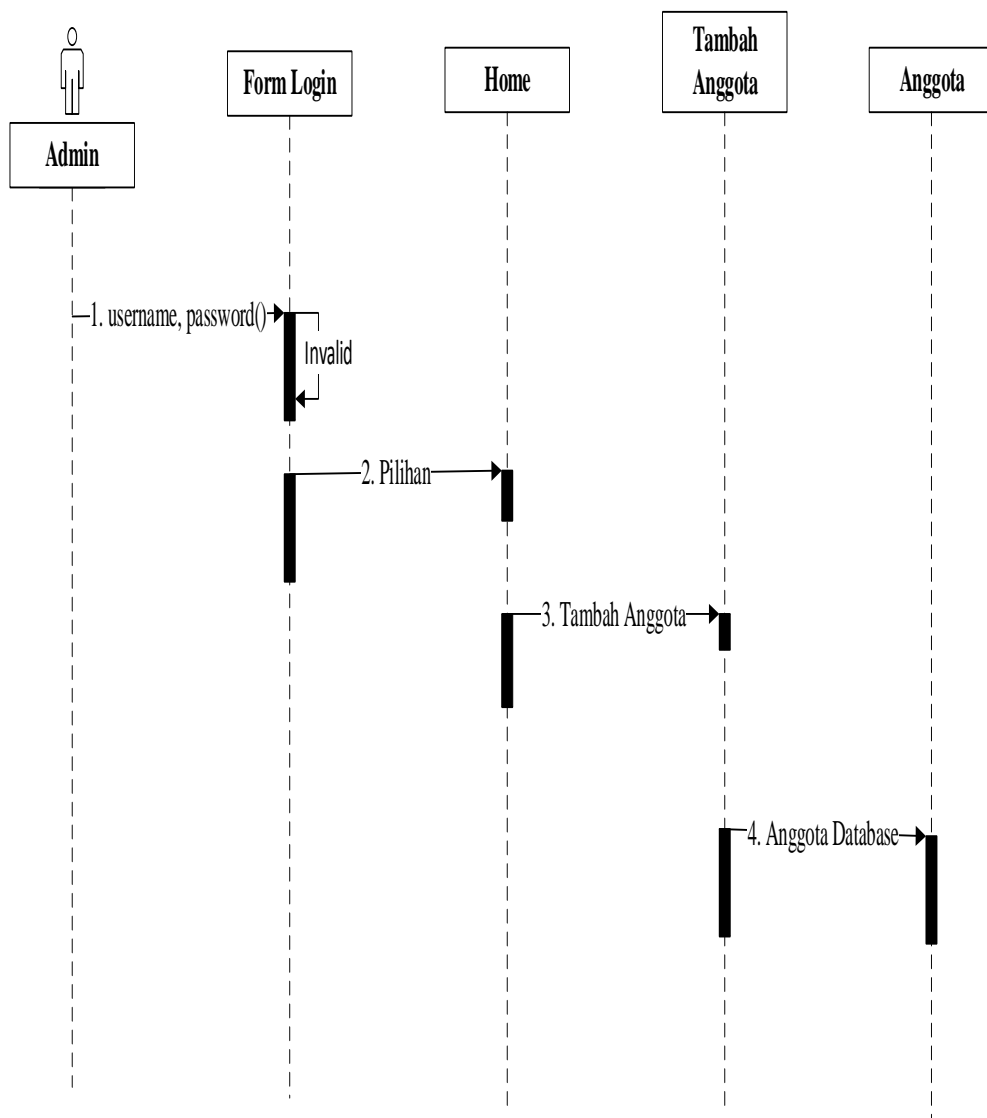 Admin
Form Login
Home
Tambah
Anggota
Anggota
1. username, password()
Invalid
2. Pilihan
3. Tambah Anggota
4. Anggota Database